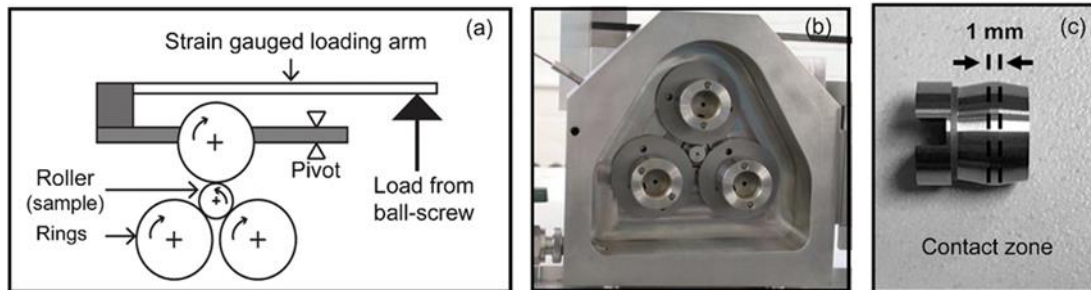 (a)
Strain gauged loading arm
Pivot
Roller
(sample)
Rings
Load from
ball-screw
(b)
(c)
1 mm
Contact zone